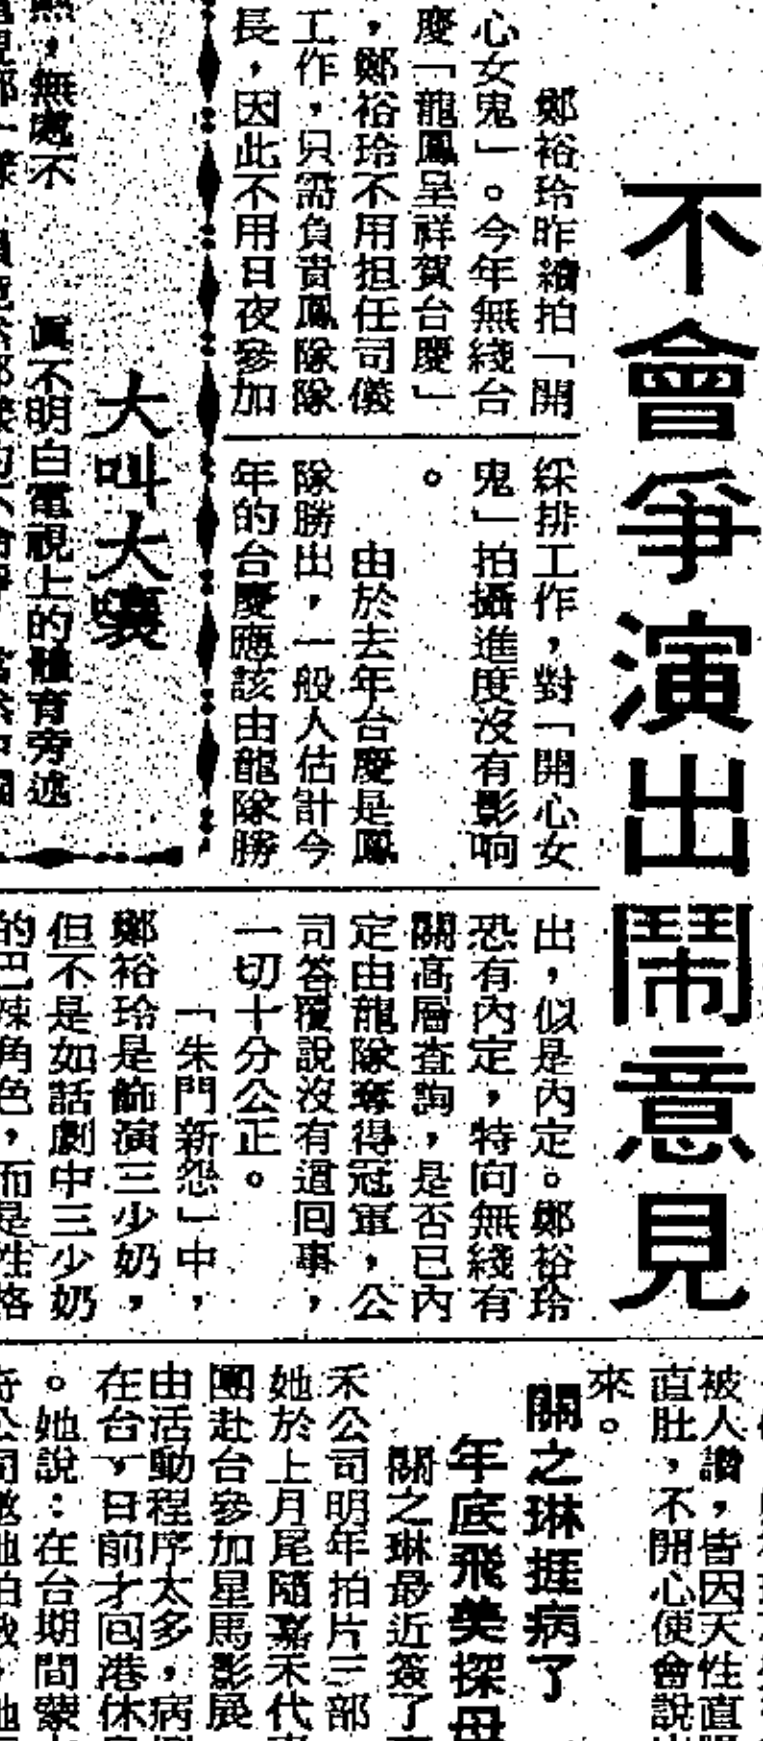 不會爭演出鬧意見
鄭裕玲昨續拍「開
心女鬼」。今年無綫台
慶「龍鳳呈祥賀台慶」
，鄭裕玲不用担任司儀
工作，只需負責鳳隊隊
長，因此不用日夜參加
綵排工作，對「開心女
鬼」拍攝進度沒有影响
。
由於去年台慶是鳳
隊勝出，一般人估計今
年的台慶應該由龍隊勝
出，似是內定。鄭裕玲
恐有內定，特向無綫有
關高層查詢，是否已內
定由龍隊奪得冠軍，公
司答覆說沒有這回事，
一切十分公正。
「朱門新怨」中，
鄭裕玲是飾演三少奶，
但不是如話劇中三少奶
的巴辣角色，而是性格
大叫大嚷
眞不明白電視上的體育旁述
，無處不
被人讚，皆因天性直
直肚，不開心便會說
來。
關之琳捱病了
年底飛美探母
關之琳最近簽了
禾公司明年拍片三部
她於上月尾隨嘉禾代
團赴台參加星馬影展
由活動程序太多，病
在台，日前才回港休
。她說：在台期間蒙